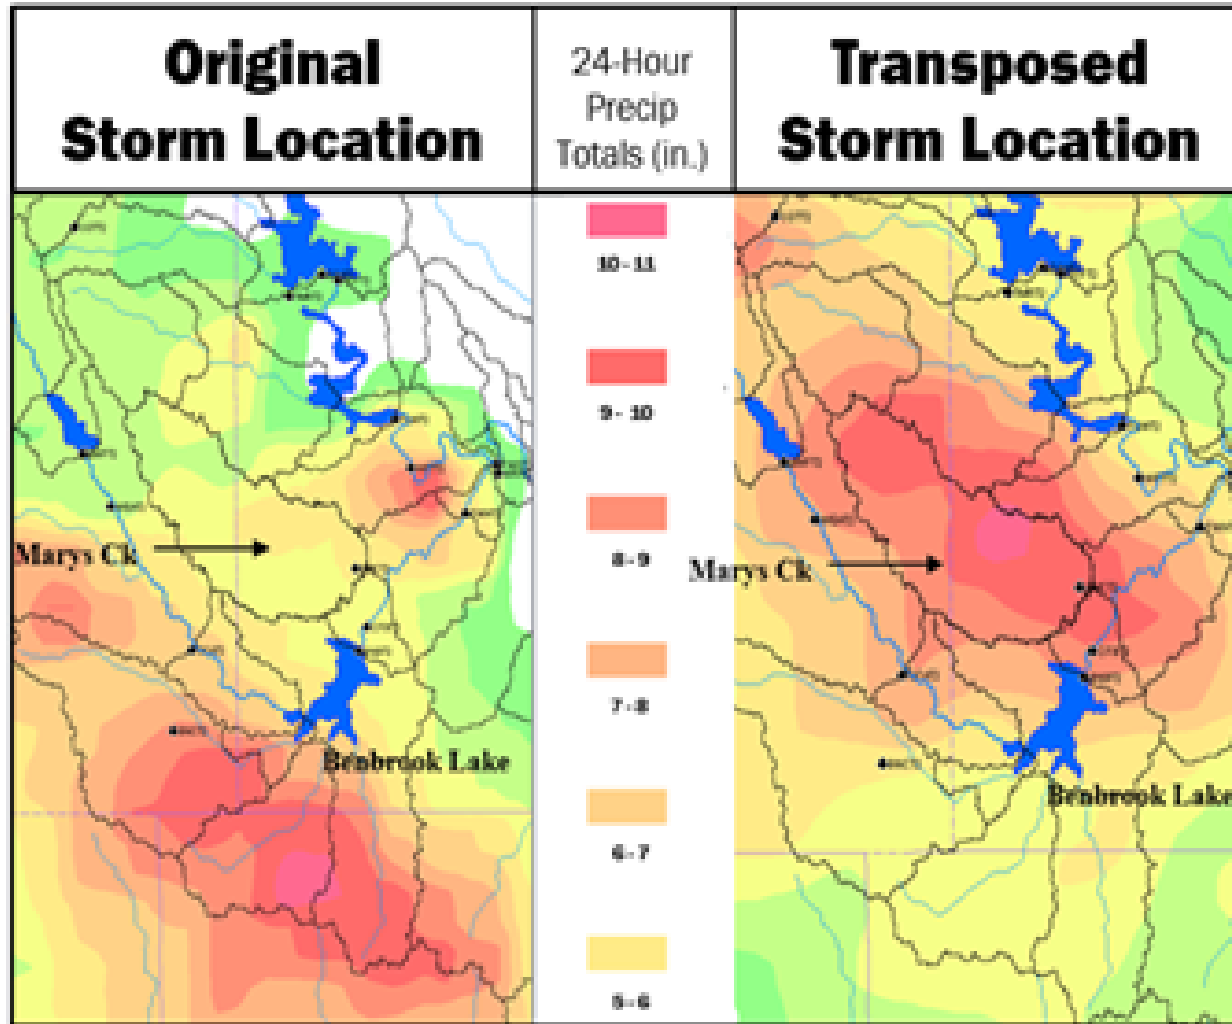 Original
Storm Location
24-Hour
Precip
Totals (in.)
Transposed
Storm Location
10 - 11
9 - 10
8 - 9
7 - 8
6 - 7
5 - 6
Marys Ck
Benbrook Lake
Marys Ck
Benbrook Lake